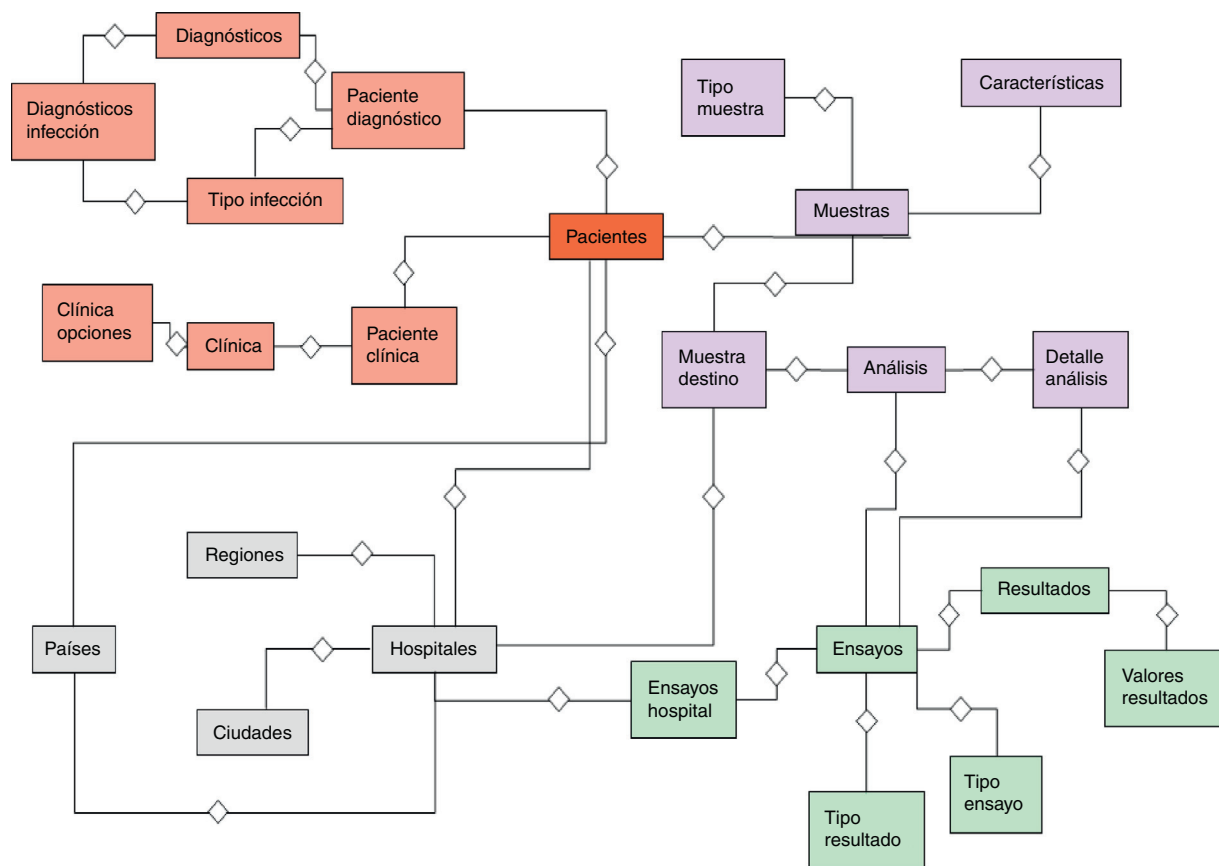 Diagnósticos
Diagnósticos
infección
Paciente
diagnóstico
Tipo infección
Tipo
muestra
Características
Muestras
Pacientes
Clínica
opciones
Clínica
Paciente
clínica
Muestra
destino
Análisis
Detalle
análisis
Regiones
Países
Hospitales
Ciudades
Ensayos
hospital
Ensayos
Resultados
Valores
resultados
Tipo
resultado
Tipo
ensayo